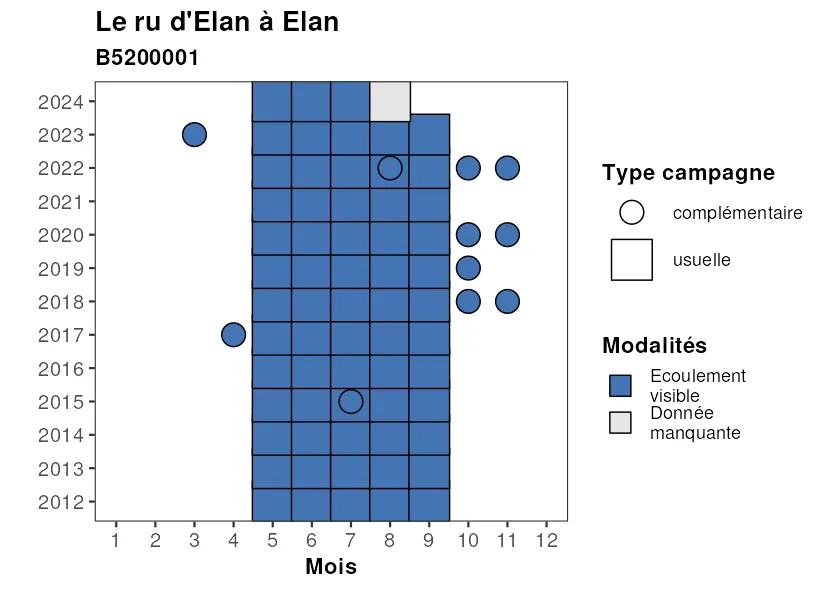 Le ru d'Elan à Elan
B5200001
2024
2023
2022
2021
2020
2019
2018
2017
2016
2015
2014
2013
2012
1 2 3 4 5 6 7 8 9 10 11 12
Mois
Type campagne
complémentaire
usuelle
Modalités
Ecoulement
visible
Donnée
manquante